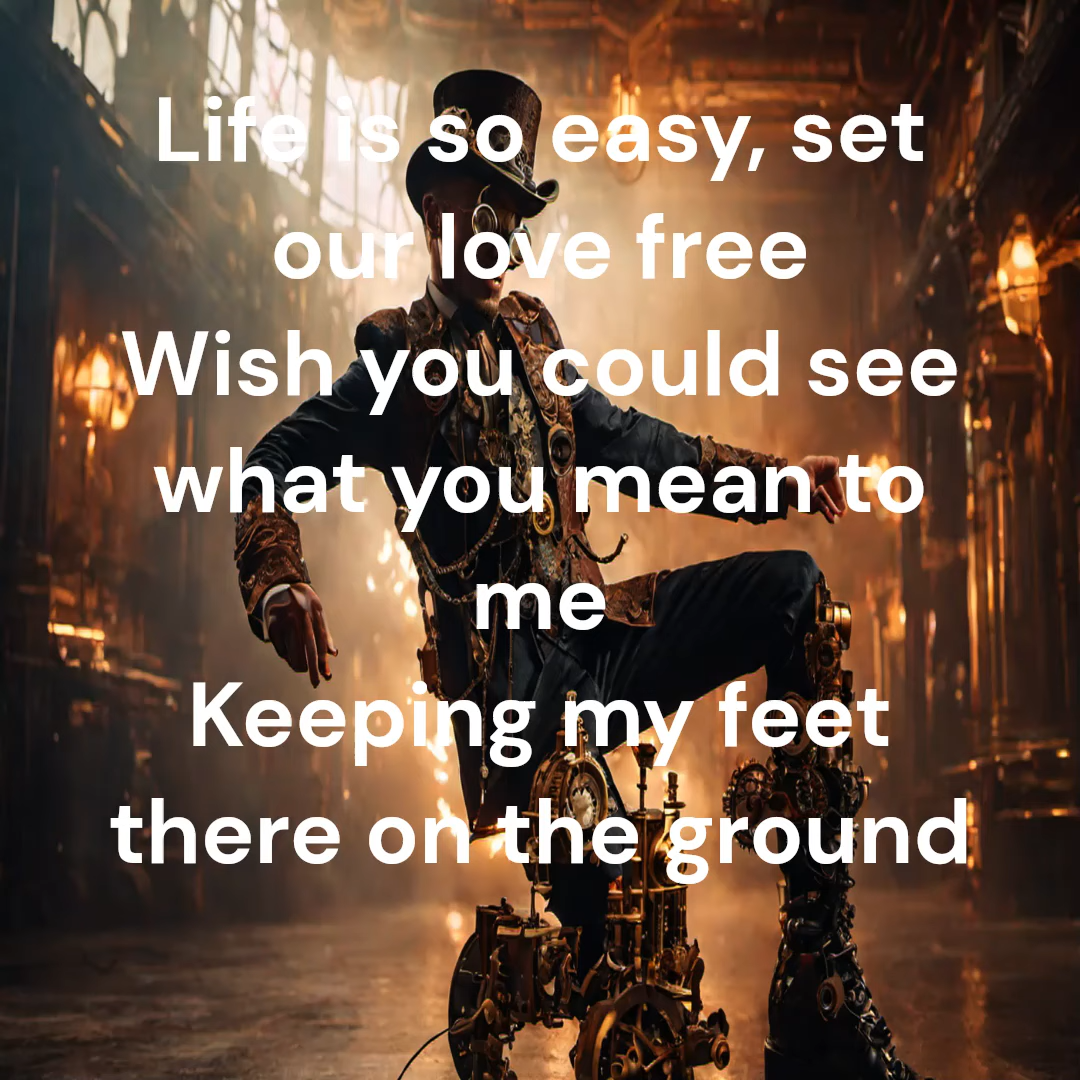 Life is so easy, set
our love free
Wish you could see
what you mean to
me
Keeping my feet
there on the ground